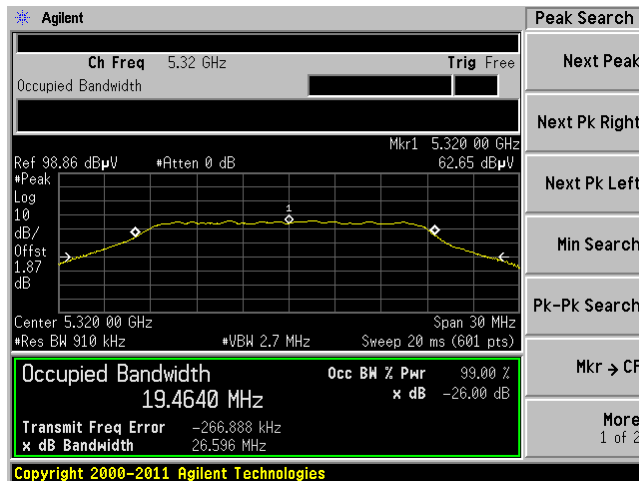 Agilent
Peak Search
Ch Freq 5.32 GHz Trig Free
Occupied Bandwidth
Mkr1 5.320 00 GHz
Ref 98.86 dBµV #Atten 0 dB 62.65 dBµV
#Peak
Log
10
dB/
Offst
1.87
dB
1
Center 5.320 00 GHz Span 30 MHz
#Res BW 910 kHz #VBW 2.7 MHz Sweep 20 ms (601 pts)
Occupied Bandwidth Occ BW % Pwr 99.00 %
19.4640 MHz x dB -26.00 dB
Transmit Freq Error -266.888 kHz
x dB Bandwidth 26.596 MHz
Copyright 2000-2011 Agilent Technologies
Next Peak
Next Pk Right
Next Pk Left
Min Search
Pk-Pk Search
Mkr → CF
More
1 of 2